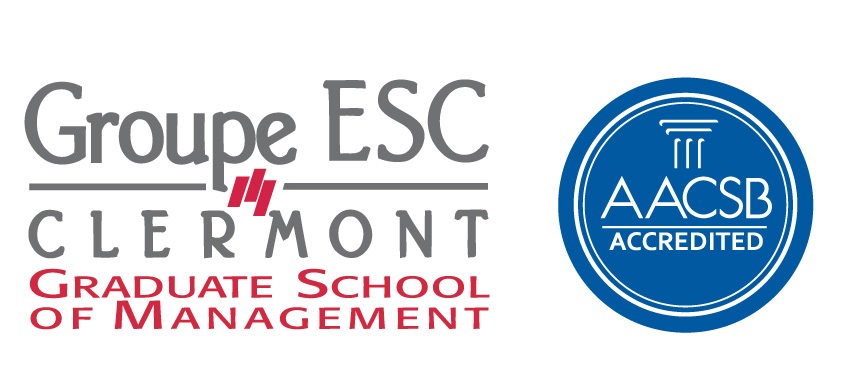 Groupe ESC
CLERMONT
GRADUATE SCHOOL
OF MANAGEMENT
AACSB
ACCREDITED